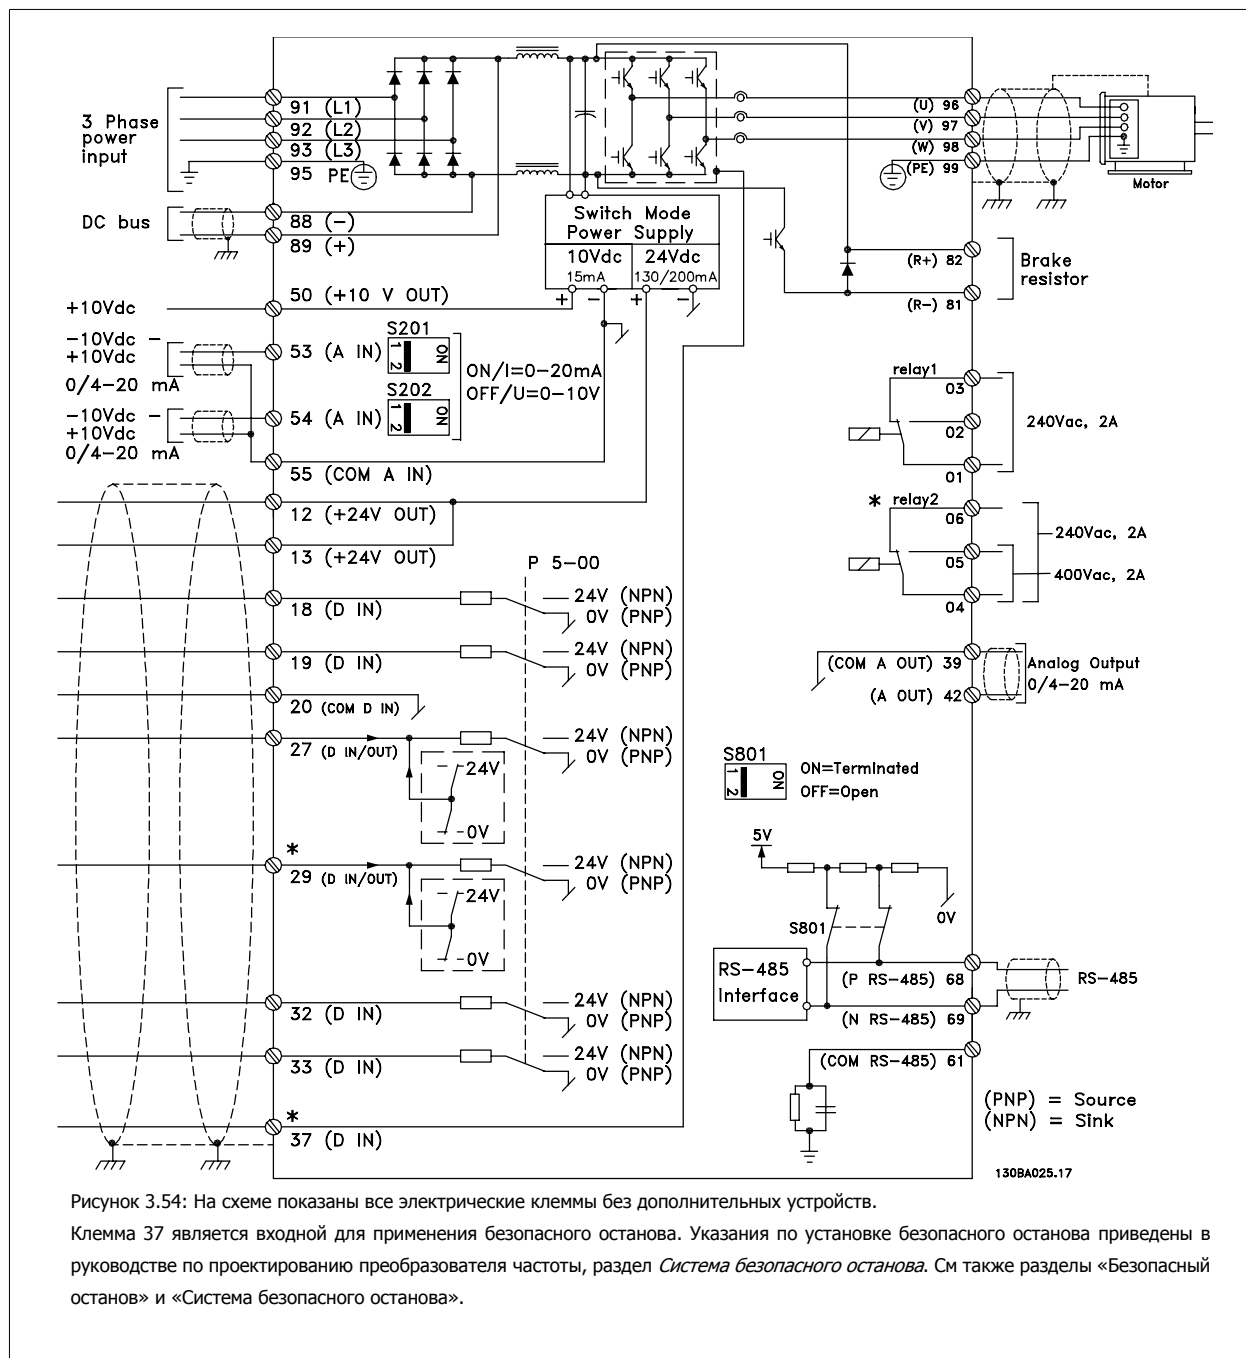 3 Phase
power
input
91 (L1)
92 (L2)
93 (L3)
95 PE
DC bus
88 (−)
89 (+)
Switch Mode
Power Supply
10Vdc
15mA
24Vdc
130/200mA
+ − + −
(U) 96
(V) 97
(W) 98
(PE) 99
Motor
(R+) 82
(R−) 81
Brake
resistor
+10Vdc
50 (+10 V OUT)
−10Vdc −
+10Vdc
0/4−20 mA
53 (A IN)
S201
1 2
ON
ON/I=0−20mA
OFF/U=0−10V
−10Vdc −
+10Vdc
0/4−20 mA
54 (A IN)
S202
1 2
ON
55 (COM A IN)
12 (+24V OUT)
13 (+24V OUT)
relay1
03
02
01
240Vac, 2A
* relay2
06
05
04
240Vac, 2A
400Vac, 2A
P 5−00
18 (D IN)
24V (NPN)
0V (PNP)
19 (D IN)
24V (NPN)
0V (PNP)
20 (COM D IN)
27 (D IN/OUT)
24V (NPN)
0V (PNP)
24V
0V
*
29 (D IN/OUT)
24V (NPN)
0V (PNP)
24V
0V
32 (D IN)
24V (NPN)
0V (PNP)
33 (D IN)
24V (NPN)
0V (PNP)
*
37 (D IN)
(COM A OUT) 39
(A OUT) 42
Analog Output
0/4−20 mA
S801
1 2
ON
ON=Terminated
OFF=Open
5V
S801
0V
RS−485
Interface
(P RS−485) 68
(N RS−485) 69
RS−485
(COM RS−485) 61
(PNP) = Source
(NPN) = Sink
130BA025.17
Рисунок 3.54: На схеме показаны все электрические клеммы без дополнительных устройств.
Клемма 37 является входной для применения безопасного останова. Указания по установке безопасного останова приведены в
руководстве по проектированию преобразователя частоты, раздел Система безопасного останова. См также разделы «Безопасный
останов» и «Система безопасного останова».